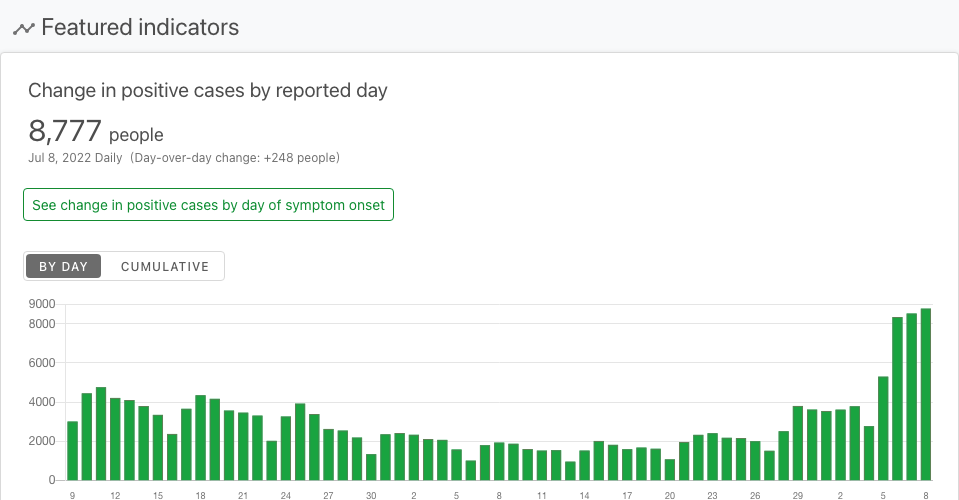 Featured indicators
Change in positive cases by reported day
8,777 people
Jul 8, 2022 Daily (Day-over-day change: +248 people)
See change in positive cases by day of symptom onset
BY DAY CUMULATIVE
9000
8000
6000
4000
2000
0
9 12 15 18 21 24 27 30 2 5 8 11 14 17 20 23 26 29 2 5 8